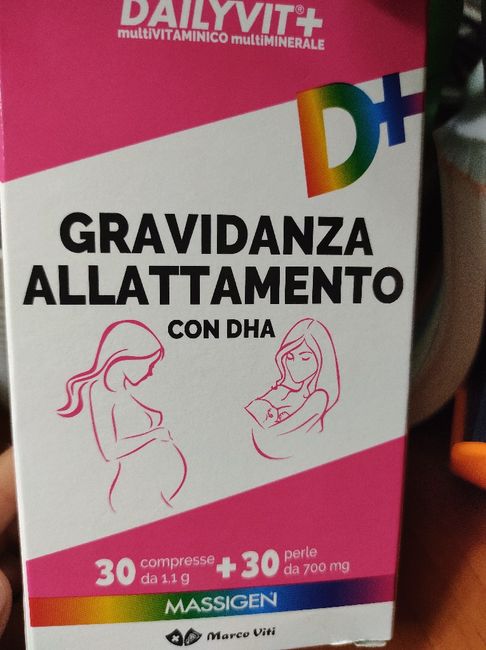 DAILYVIT®+
multiVITAMINICO multiMINERALE
D+
GRAVIDANZA
ALLATTAMENTO
CON DHA
30 compresse da 1.1 g + 30 perle da 700 mg
MASSIGEN
Marco Viti